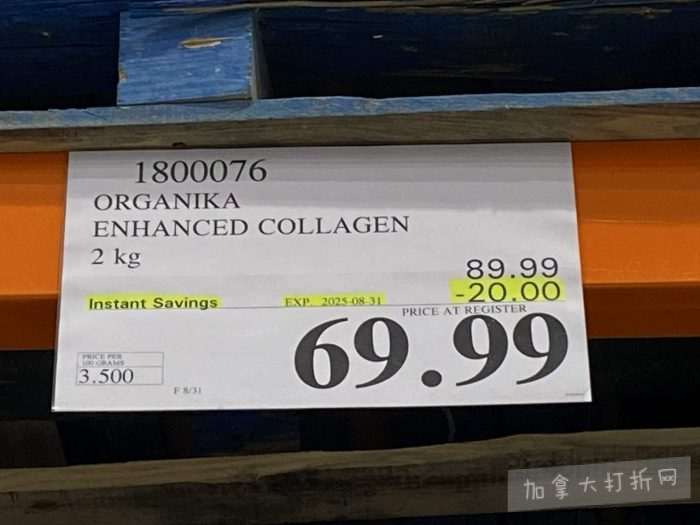 1800076
ORGANIKA
ENHANCED COLLAGEN
2 kg
89.99
Instant Savings EXP. 2025-08-31 -20.00
PRICE AT REGISTER
69.99
PRICE PER
100 GRAMS
3.500
F 8/31
加拿大打折网